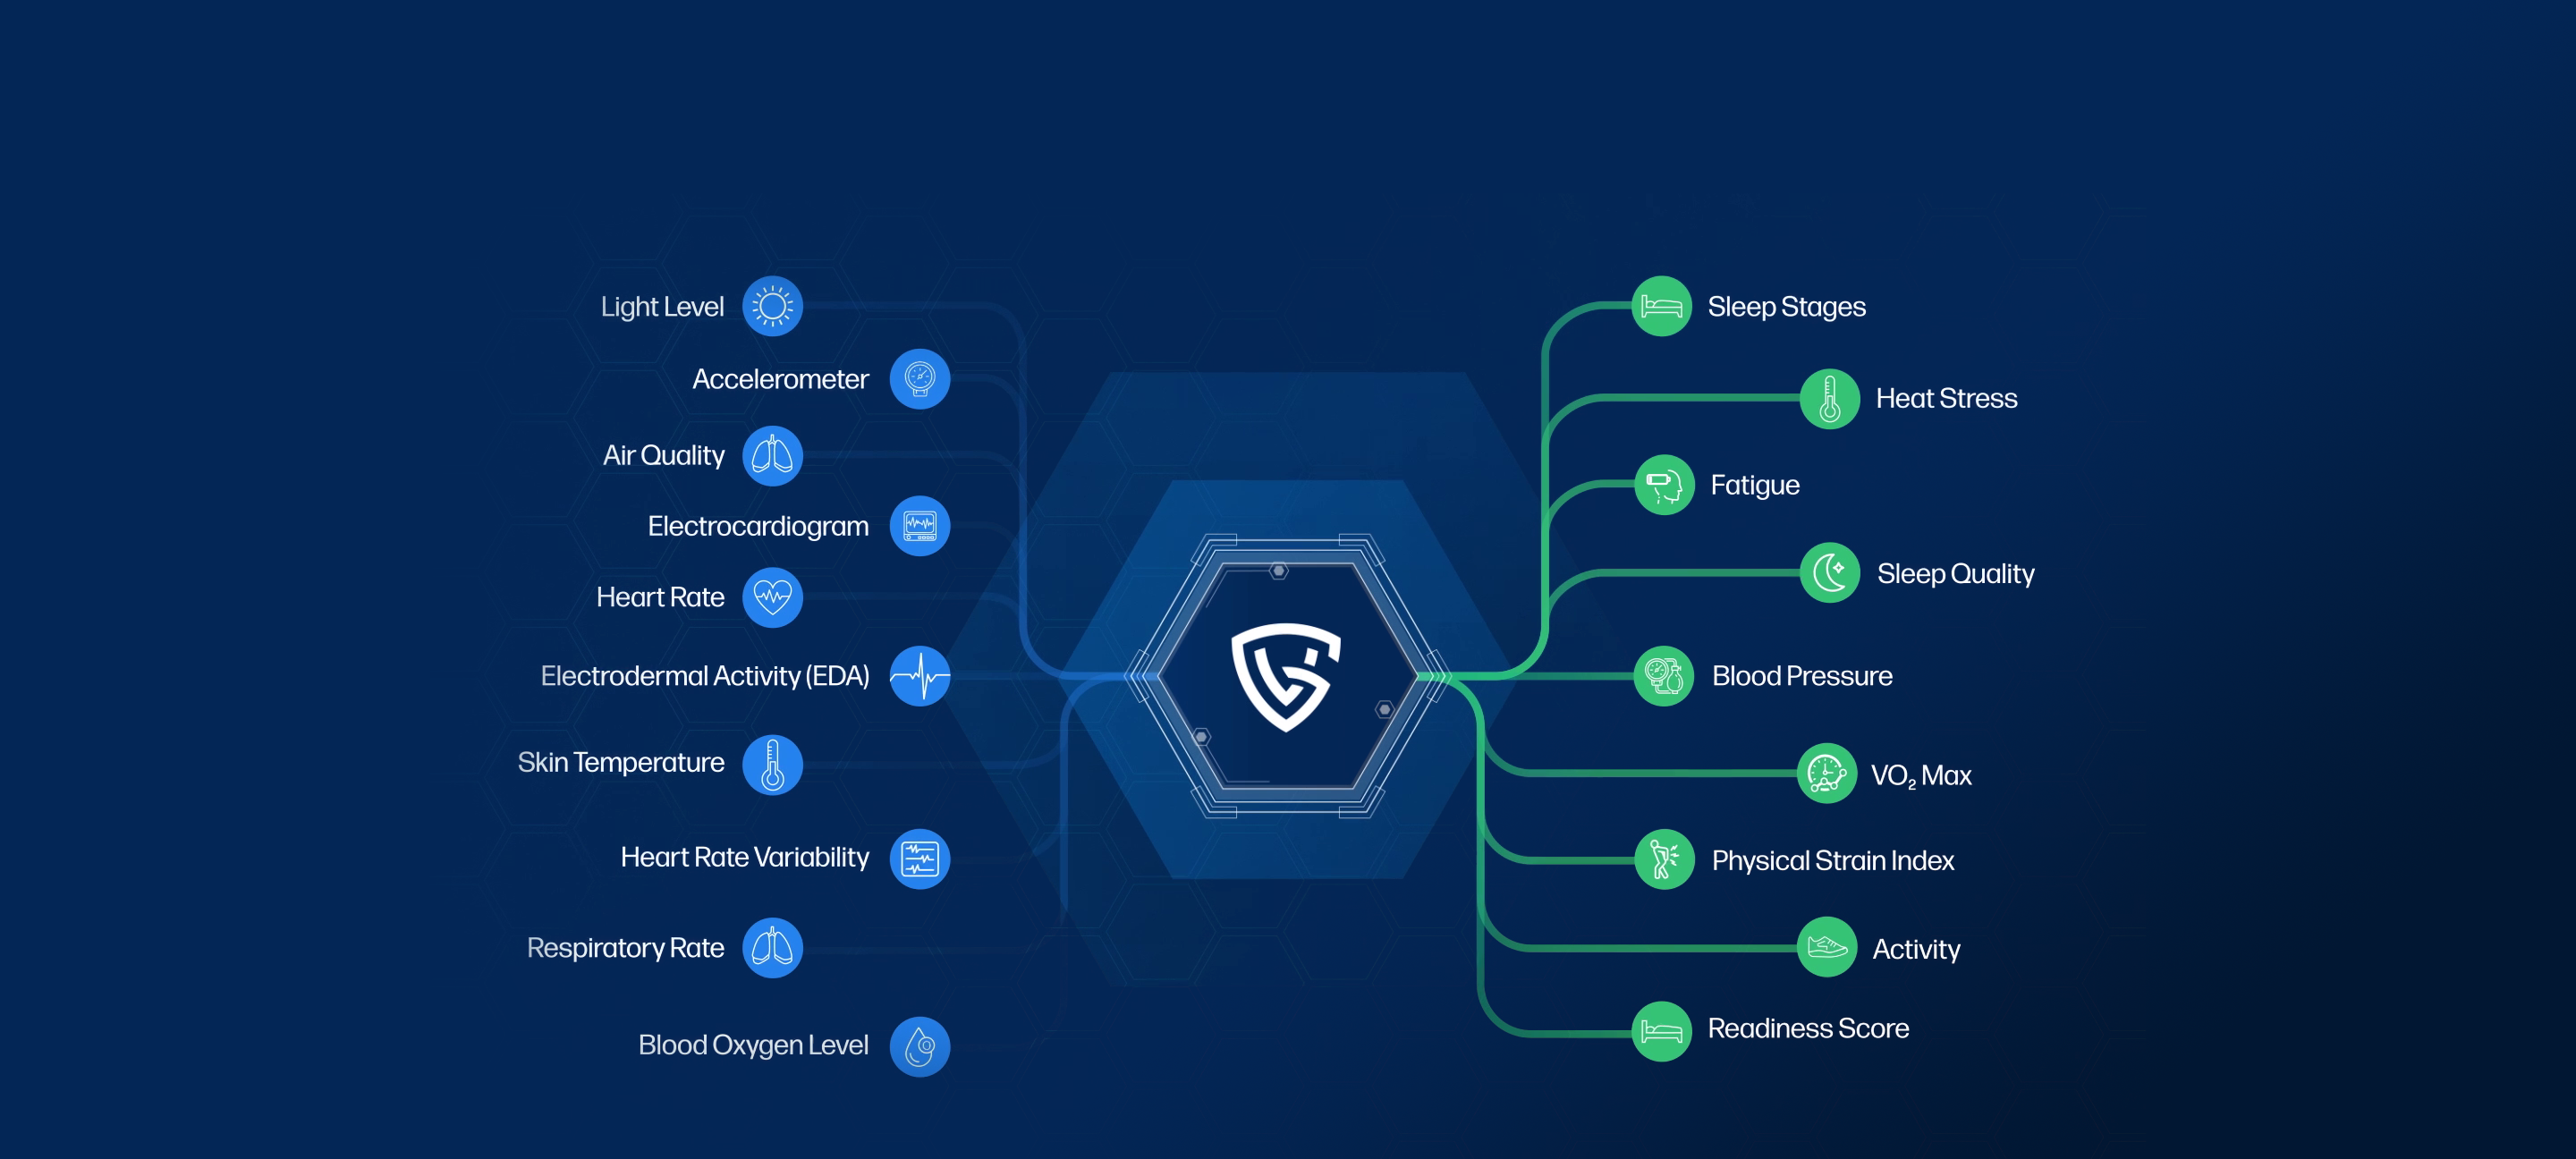 Light Level
Accelerometer
Air Quality
Electrocardiogram
Heart Rate
Electrodermal Activity (EDA)
Skin Temperature
Heart Rate Variability
Respiratory Rate
Blood Oxygen Level
Sleep Stages
Heat Stress
Fatigue
Sleep Quality
Blood Pressure
VO₂ Max
Physical Strain Index
Activity
Readiness Score